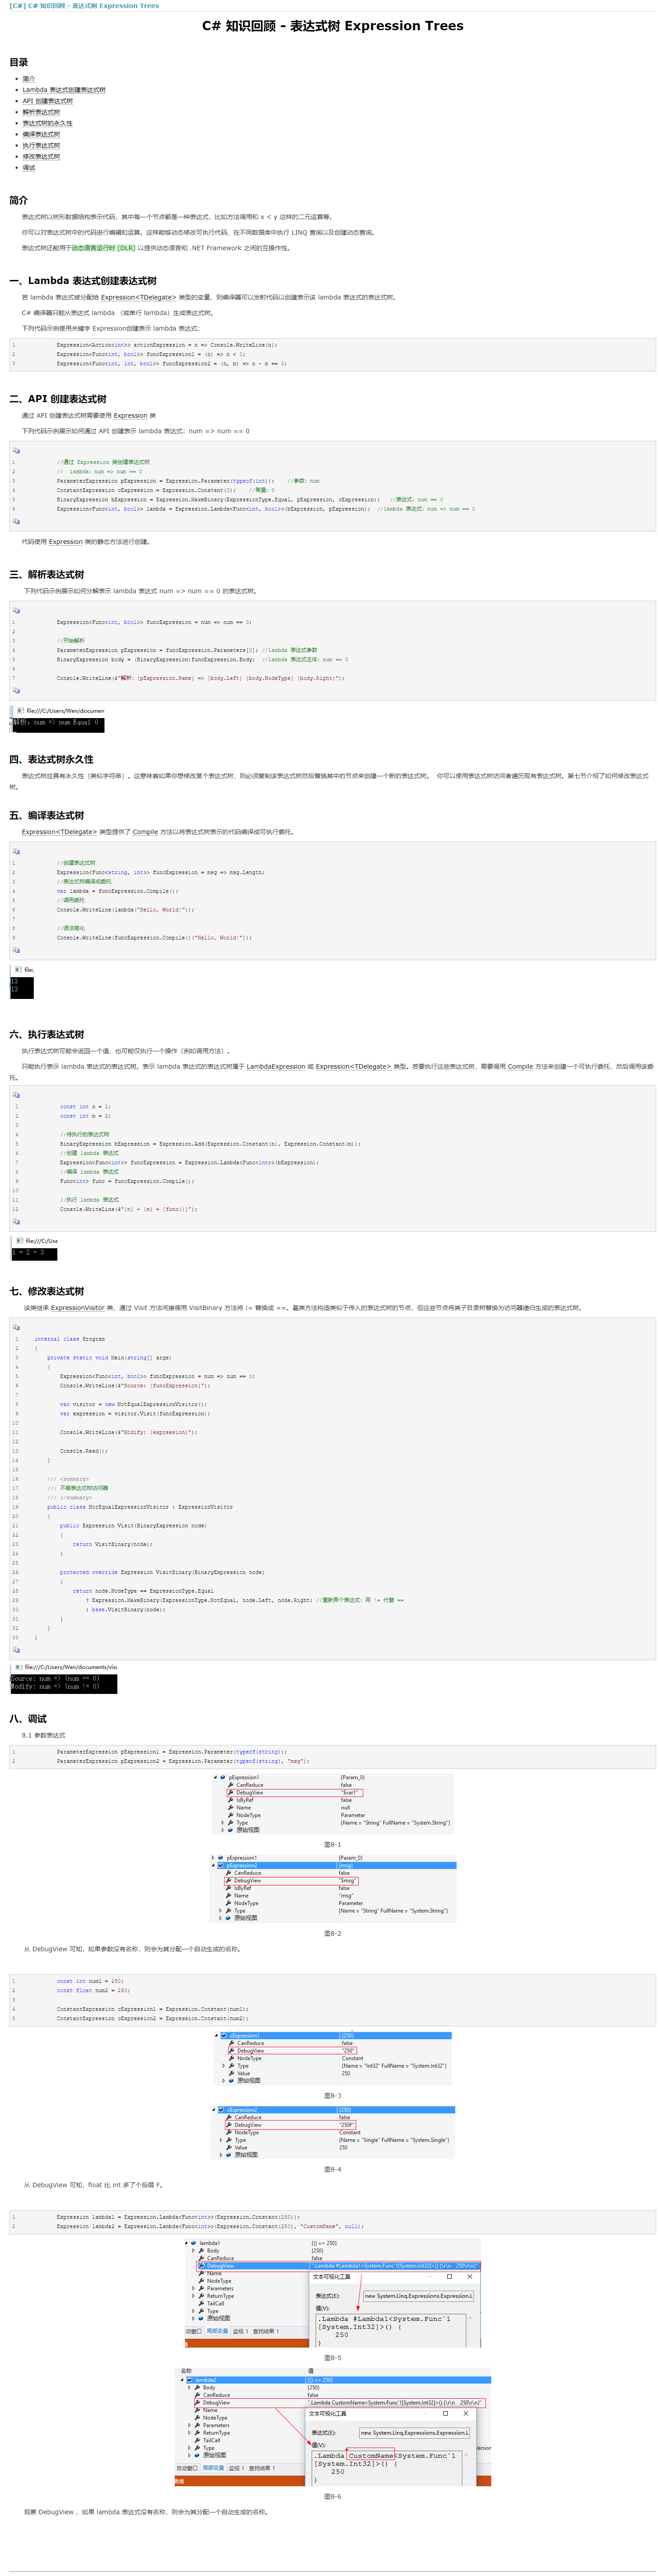 [C#] C# 知识回顾 - 表达式树 Expression Trees
C# 知识回顾 - 表达式树 Expression Trees
目录
简介
Lambda 表达式创建表达式树
API 创建表达式树
解析表达式树
表达式树的永久性
编译表达式树
执行表达式树
修改表达式树
调试
简介
表达式树以树形数据结构表示代码，其中每一个节点都是一种表达式，比如方法调用和 x < y 这样的二元运算等。
你可以对表达式树中的代码进行编辑和运算。这样能够动态修改可执行代码、在不同数据库中执行 LINQ 查询以及创建动态查询。
表达式树还能用于动态语言运行时 (DLR) 以提供动态语言和 .NET Framework 之间的互操作性。
一、Lambda 表达式创建表达式树
若 lambda 表达式被分配给 Expression<TDelegate> 类型的变量，则编译器可以发射代码以创建表示该 lambda 表达式的表达式树。
C# 编译器只能从表达式 lambda （或单行 lambda）生成表达式树。
下列代码示例使用关键字 Expression创建表示 lambda 表达式：
1 Expression<Action<int>> actionExpression = n => Console.WriteLine(n);
2 Expression<Func<int, bool>> funcExpression1 = (n) => n < 0;
3 Expression<Func<int, int, bool>> funcExpression2 = (n, m) => n - m == 0;
二、API 创建表达式树
通过 API 创建表达式树需要使用 Expression 类
下列代码示例展示如何通过 API 创建表示 lambda 表达式：num => num == 0
1 //通过 Expression 类创建表达式树
2 // lambda：num => num == 0
3 ParameterExpression pExpression = Expression.Parameter(typeof(int)); //参数：num
4 ConstantExpression cExpression = Expression.Constant(0); //常量：0
5 BinaryExpression bExpression = Expression.MakeBinary(ExpressionType.Equal, pExpression, cExpression); //表达式：num == 0
6 Expression<Func<int, bool>> lambda = Expression.Lambda<Func<int, bool>>(bExpression, pExpression); //lambda 表达式：num => num == 0
代码使用 Expression 类的静态方法进行创建。
三、解析表达式树
下列代码示例展示如何分解表示 lambda 表达式 num => num == 0 的表达式树。
1 Expression<Func<int, bool>> funcExpression = num => num == 0;
2
3 //开始解析
4 ParameterExpression pExpression = funcExpression.Parameters[0]; //lambda 表达式参数
5 BinaryExpression body = (BinaryExpression)funcExpression.Body; //lambda 表达式主体：num == 0
6
7 Console.WriteLine($"解析：{pExpression.Name} => {body.Left} {body.NodeType} {body.Right}");
file:///C:/Users/Wen/documen
解析：num => num Equal 0
四、表达式树永久性
表达式树应具有永久性（类似字符串）。这意味着如果你想修改某个表达式树，则必须复制该表达式树然后替换其中的节点来创建一个新的表达式树。 你可以使用表达式树访问者遍历现有表达式树。第七节介绍了如何修改表达式
树。
五、编译表达式树
Expression<TDelegate> 类型提供了 Compile 方法以将表达式树表示的代码编译成可执行委托。
1 //创建表达式树
2 Expression<Func<string, int>> funcExpression = msg => msg.Length;
3 //表达式树编译成委托
4 var lambda = funcExpression.Compile();
5 //调用委托
6 Console.WriteLine(lambda("Hello, World!"));
7
8 //语法简化
9 Console.WriteLine(funcExpression.Compile()("Hello, World!"));
file:
13
13
六、执行表达式树
执行表达式树可能会返回一个值，也可能仅执行一个操作（例如调用方法）。
只能执行表示 lambda 表达式的表达式树。表示 lambda 表达式的表达式树属于 LambdaExpression 或 Expression<TDelegate> 类型。若要执行这些表达式树，需要调用 Compile 方法来创建一个可执行委托，然后调用该委
托。
1 const int n = 1;
2 const int m = 2;
3
4 //待执行的表达式树
5 BinaryExpression bExpression = Expression.Add(Expression.Constant(n), Expression.Constant(m));
6 //创建 lambda 表达式
7 Expression<Func<int>> funcExpression = Expression.Lambda<Func<int>>(bExpression);
8 //编译 lambda 表达式
9 Func<int> func = funcExpression.Compile();
10
11 //执行 lambda 表达式
12 Console.WriteLine($"{n} + {m} = {func()}");
file:///C:/Use
1 + 2 = 3
七、修改表达式树
该类继承 ExpressionVisitor 类，通过 Visit 方法间接调用 VisitBinary 方法将 != 替换成 ==。基类方法构造类似于传入的表达式树的节点，但这些节点将其子目录树替换为访问器递归生成的表达式树。
1 internal class Program
2 {
3 private static void Main(string[] args)
4 {
5 Expression<Func<int, bool>> funcExpression = num => num == 0;
6 Console.WriteLine($"Source: {funcExpression}");
7
8 var visitor = new NotEqualExpressionVisitor();
9 var expression = visitor.Visit(funcExpression);
10
11 Console.WriteLine($"Modify: {expression}");
12
13 Console.Read();
14 }
15
16 /// <summary>
17 /// 不等表达式树访问器
18 /// </summary>
19 public class NotEqualExpressionVisitor : ExpressionVisitor
20 {
21 public Expression Visit(BinaryExpression node)
22 {
23 return VisitBinary(node);
24 }
25
26 protected override Expression VisitBinary(BinaryExpression node)
27 {
28 return node.NodeType == ExpressionType.Equal
29 ? Expression.MakeBinary(ExpressionType.NotEqual, node.Left, node.Right) //重新弄个表达式：用 != 代替 ==
30 : base.VisitBinary(node);
31 }
32 }
33 }
file:///C:/Users/Wen/documents/visu
Source: num => (num == 0)
Modify: num => (num != 0)
八、调试
8.1 参数表达式
1 ParameterExpression pExpression1 = Expression.Parameter(typeof(string));
2 ParameterExpression pExpression2 = Expression.Parameter(typeof(string), "msg");
pExpression1 {Param_0}
CanReduce false
DebugView "$var1"
IsByRef false
Name null
NodeType Parameter
Type {Name = "String" FullName = "System.String"}
原始视图
图8-1
pExpression1 {Param_0}
pExpression2 {msg}
CanReduce false
DebugView "$msg"
IsByRef false
Name "msg"
NodeType Parameter
Type {Name = "String" FullName = "System.String"}
原始视图
图8-2
从 DebugView 可知，如果参数没有名称，则会为其分配一个自动生成的名称。
1 const int num1 = 250;
2 const float num2 = 250;
3
4 ConstantExpression cExpression1 = Expression.Constant(num1);
5 ConstantExpression cExpression2 = Expression.Constant(num2);
cExpression1 {250}
CanReduce false
DebugView "250"
NodeType Constant
Type {Name = "Int32" FullName = "System.Int32"}
Value 250
原始视图
图8-3
cExpression2 {250}
CanReduce false
DebugView "250F"
NodeType Constant
Type {Name = "Single" FullName = "System.Single"}
Value 250
原始视图
图8-4
从 DebugView 可知，float 比 int 多了个后缀 F。
1 Expression lambda1 = Expression.Lambda<Func<int>>(Expression.Constant(250));
2 Expression lambda2 = Expression.Lambda<Func<int>>(Expression.Constant(250), "CustomName", null);
lambda1 {() => 250}
Body {250}
CanReduce false
DebugView ".Lambda #Lambda1<System.Func`1[System.Int32]>() {\r\n 250\r\n}"
Name
NodeType
Parameters
ReturnType
TailCall
Type
原始视图
文本可视化工具
表达式(E): new System.Linq.Expressions.Expression.L
值(V):
.Lambda #Lambda1<System.Func`1
[System.Int32]>() {
250
}
动窗口 局部变量 监视 1 查找结果 1
图8-5
名称 值
lambda2 {() => 250}
Body {250}
CanReduce false
DebugView ".Lambda CustomName<System.Func`1[System.Int32]>() {\r\n 250\r\n}"
Name
NodeType
Parameters
ReturnType
TailCall
Type
原始视图
文本可视化工具
表达式(E): new System.Linq.Expressions.Expression.L
值(V):
.Lambda CustomName<System.Func`1
[System.Int32]>() {
250
}
Version
自动窗口 局部变量 监视 1 查找结果 1
就绪
图8-6
观察 DebugView ，如果 lambda 表达式没有名称，则会为其分配一个自动生成的名称。